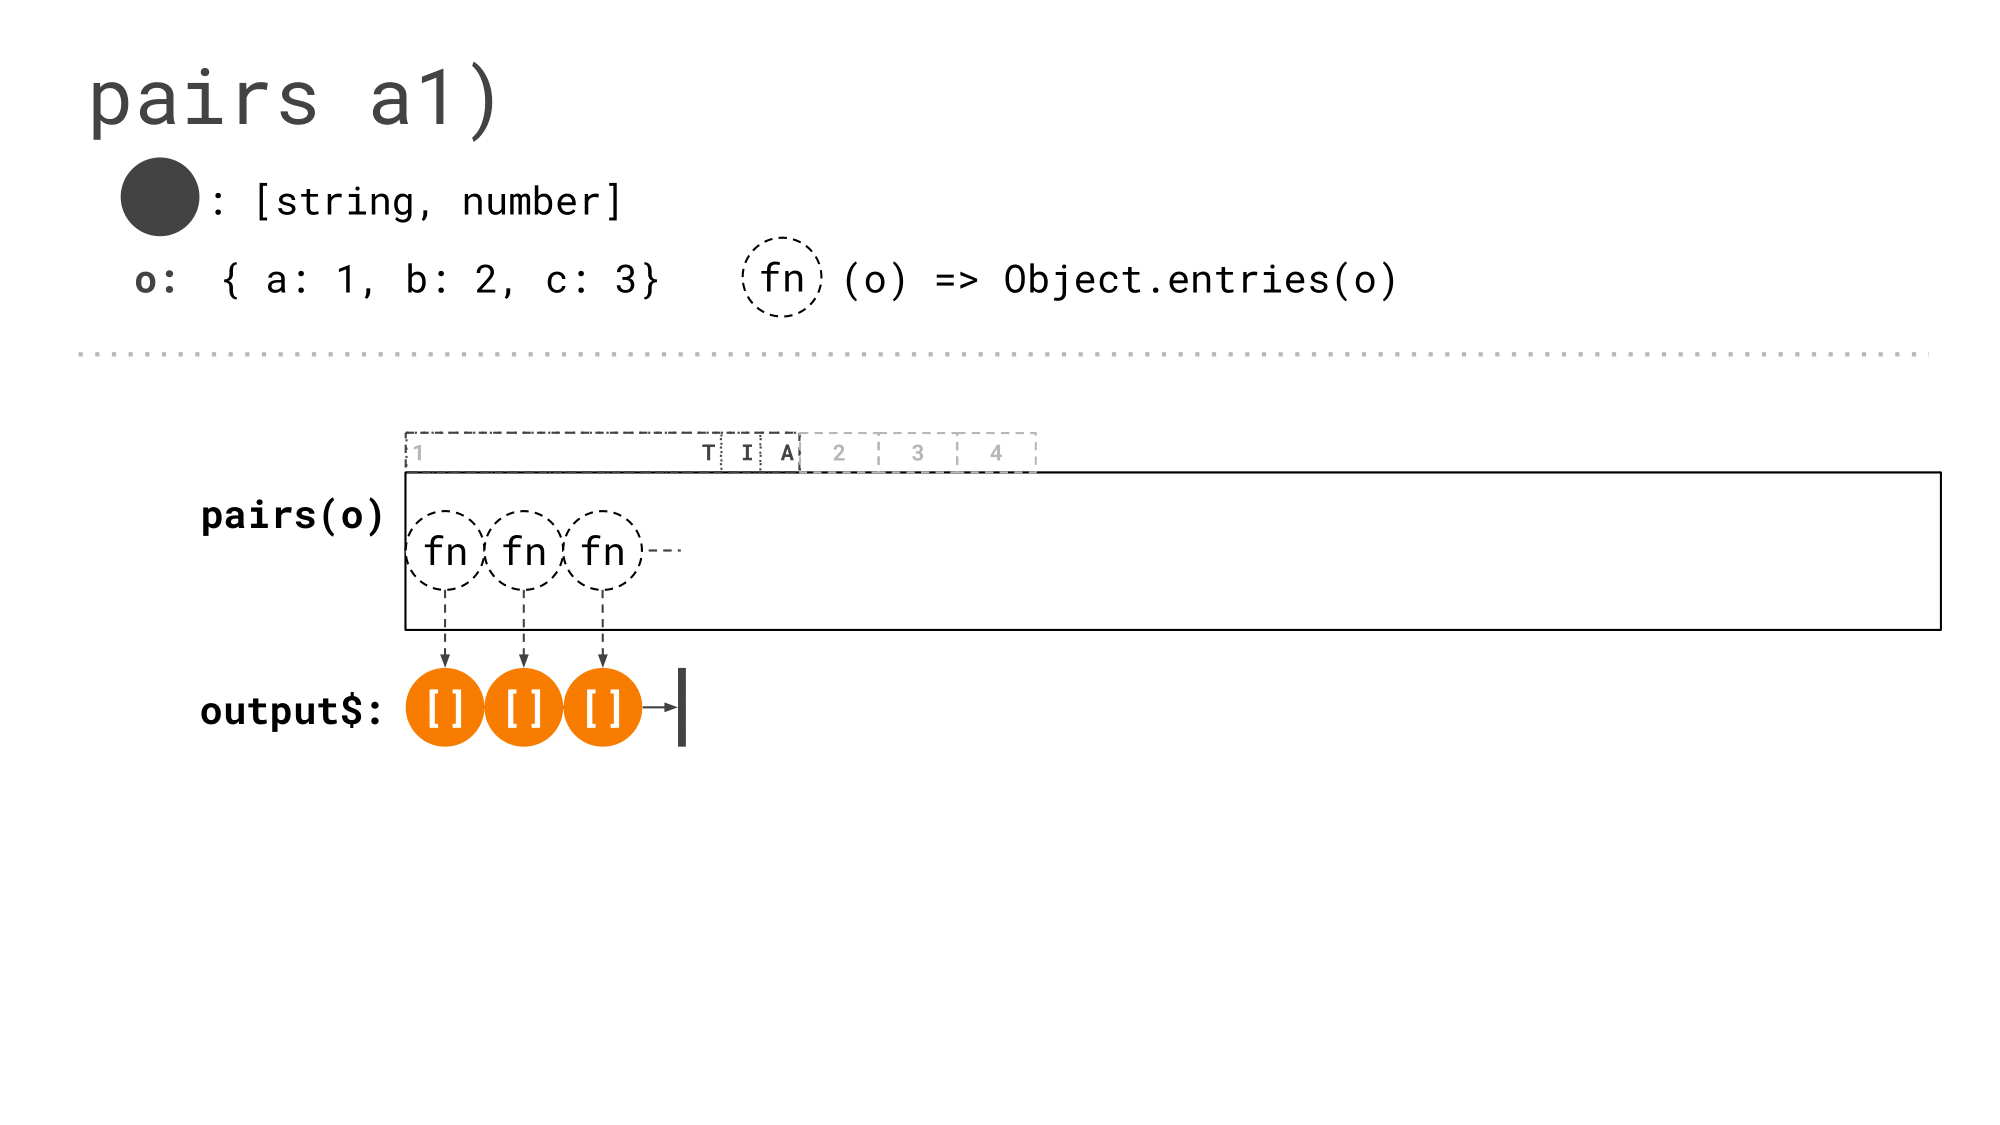 pairs a1)
: [string, number]
o: { a: 1, b: 2, c: 3} fn (o) => Object.entries(o)
1 T I A 2 3 4
pairs(o)
fn fn fn
output$: [] [] []